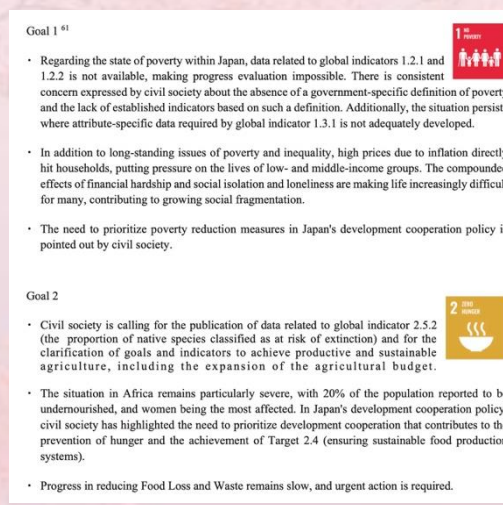 Goal 1 61
1 NO
POVERTY
• Regarding the state of poverty within Japan, data related to global indicators 1.2.1 and
1.2.2 is not available, making progress evaluation impossible. There is consistent
concern expressed by civil society about the absence of a government-specific definition of poverty
and the lack of established indicators based on such a definition. Additionally, the situation persist
where attribute-specific data required by global indicator 1.3.1 is not adequately developed.
• In addition to long-standing issues of poverty and inequality, high prices due to inflation directly
hit households, putting pressure on the lives of low- and middle-income groups. The compounded
effects of financial hardship and social isolation and loneliness are making life increasingly difficul
for many, contributing to growing social fragmentation.
• The need to prioritize poverty reduction measures in Japan's development cooperation policy i
pointed out by civil society.
Goal 2
2 ZERO
HUNGER
• Civil society is calling for the publication of data related to global indicator 2.5.2
(the proportion of native species classified as at risk of extinction) and for the
clarification of goals and indicators to achieve productive and sustainable
agriculture, including the expansion of the agricultural budget.
• The situation in Africa remains particularly severe, with 20% of the population reported to b
undernourished, and women being the most affected. In Japan's development cooperation policy
civil society has highlighted the need to prioritize development cooperation that contributes to th
prevention of hunger and the achievement of Target 2.4 (ensuring sustainable food production
systems).
• Progress in reducing Food Loss and Waste remains slow, and urgent action is required.